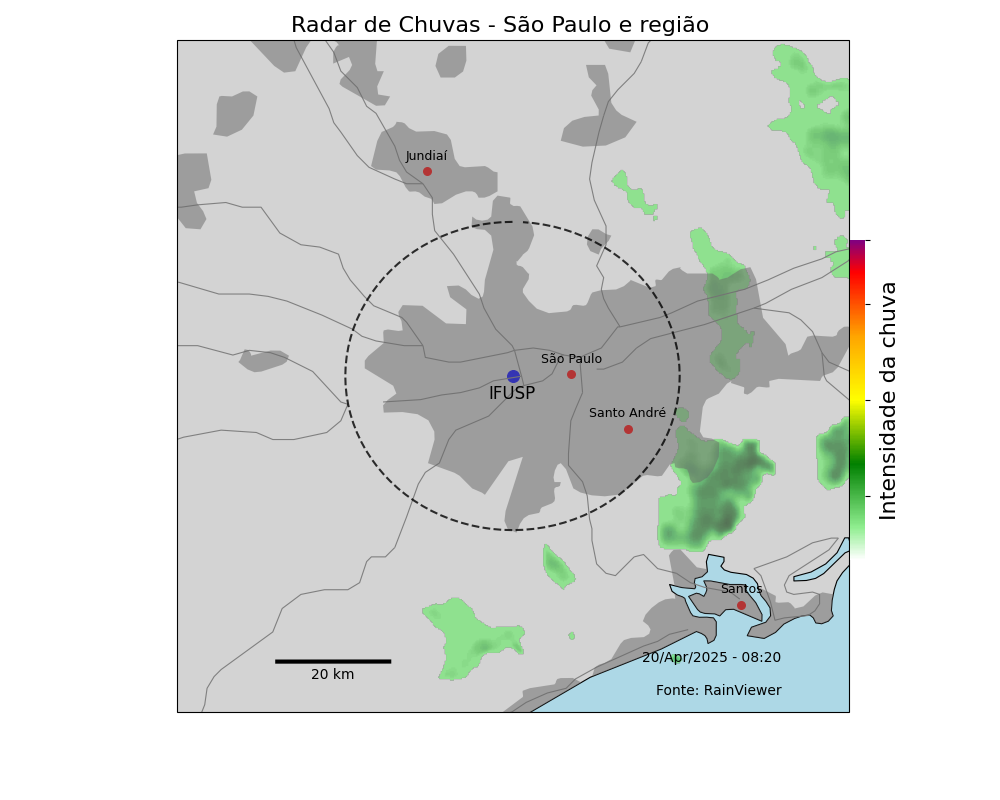 Radar de Chuvas - São Paulo e região
Jundiaí
São Paulo
IFUSP
Santo André
Intensidade da chuva
Santos
20/Apr/2025 - 08:20
20 km
Fonte: RainViewer